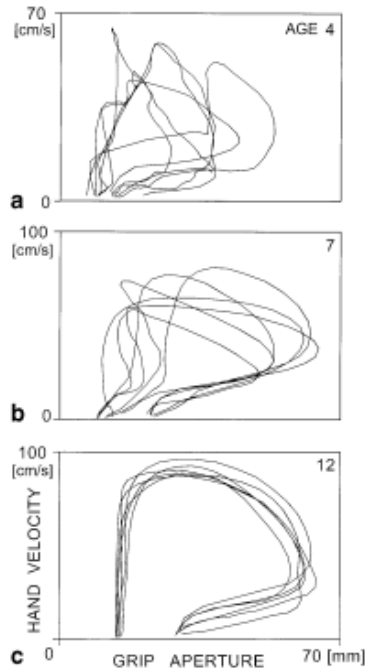 70
[cm/s]
AGE 4
0
a
100
[cm/s]
7
0
b
100
[cm/s]
12
HAND VELOCITY
0
GRIP APERTURE
70 [mm]
c